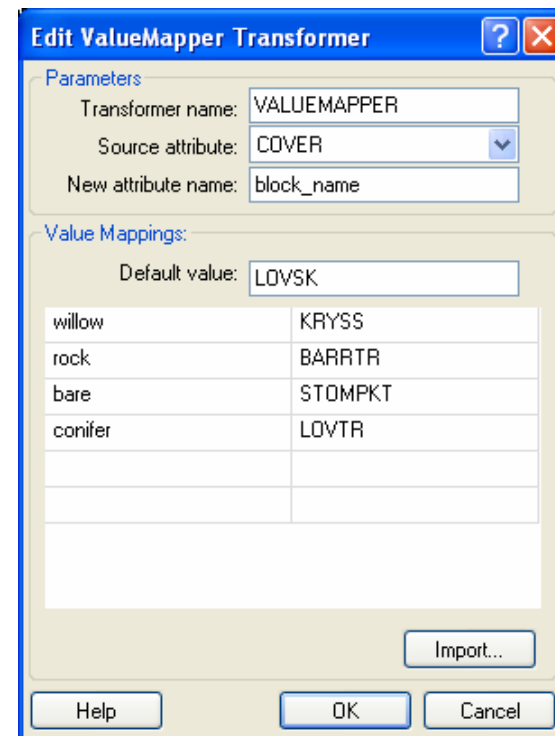 Edit ValueMapper Transformer
Parameters
Transformer name: VALUEMAPPER
Source attribute: COVER
New attribute name: block_name
Value Mappings:
Default value: LOVSK
willow KRYSS
rock BARRTR
bare STOMPKT
conifer LOVTR
Import...
Help OK Cancel